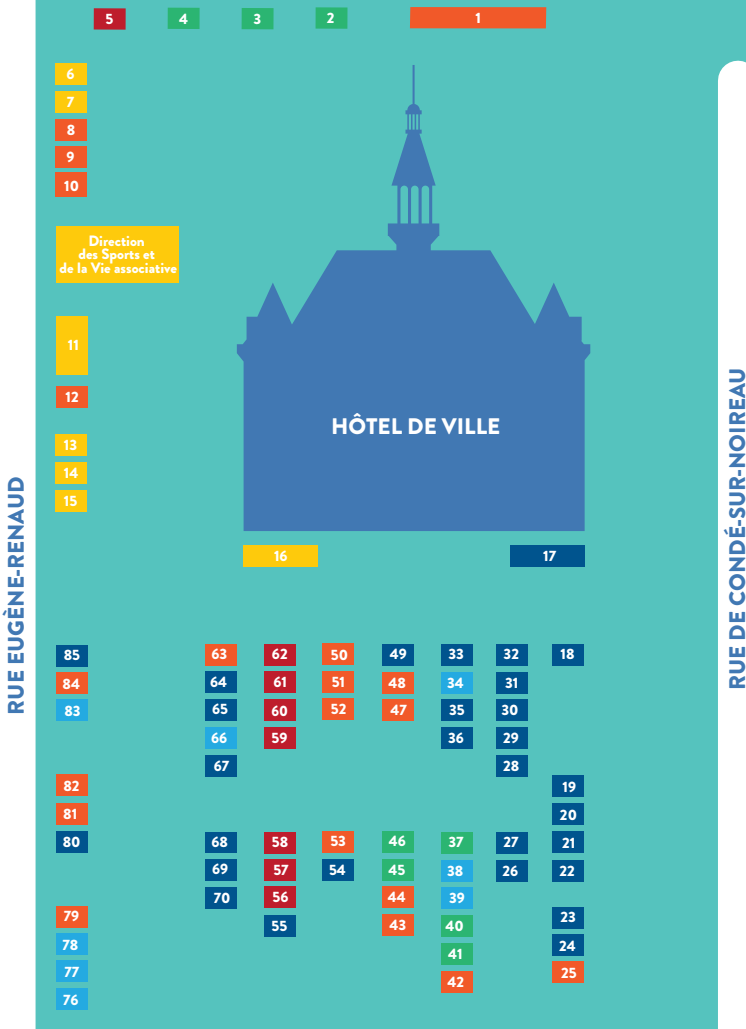 5 4 3 2 1
6
7
8
9
10
Direction
des Sports et
de la Vie associative
11
12
HÔTEL DE VILLE
13
14
15
RUE EUGÈNE-RENAUD
RUE DE CONDÉ-SUR-NOIREAU
16 17
85 63 62 50 49 33 32 18
84 64 61 51 48 34 31
83 65 60 52 47 35 30
66 59 36 29
67 28
82 19
81 20
80 68 58 53 46 37 27 21
69 57 54 45 38 26 22
70 56 44 39
79 55 43 40 23
78 41 24
77 42 25
76